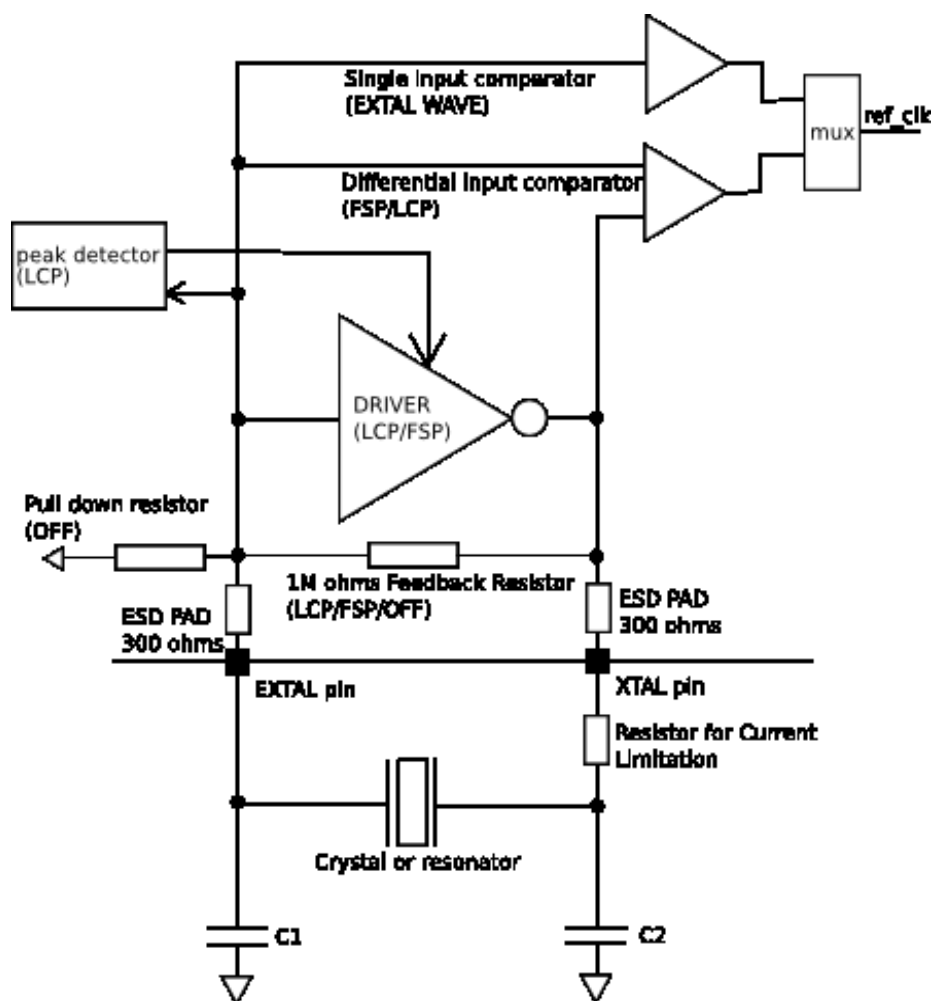 Single input comparator
(EXTAL WAVE)
ref_clk
mux
Differential input comparator
(FSP/LCP)
peak detector
(LCP)
DRIVER
(LCP/FSP)
Pull down resistor
(OFF)
1M ohms Feedback Resistor
(LCP/FSP/OFF)
ESD PAD
300 ohms
ESD PAD
300 ohms
EXTAL pin
XTAL pin
Resistor for Current
Limitation
Crystal or resonator
C1
C2